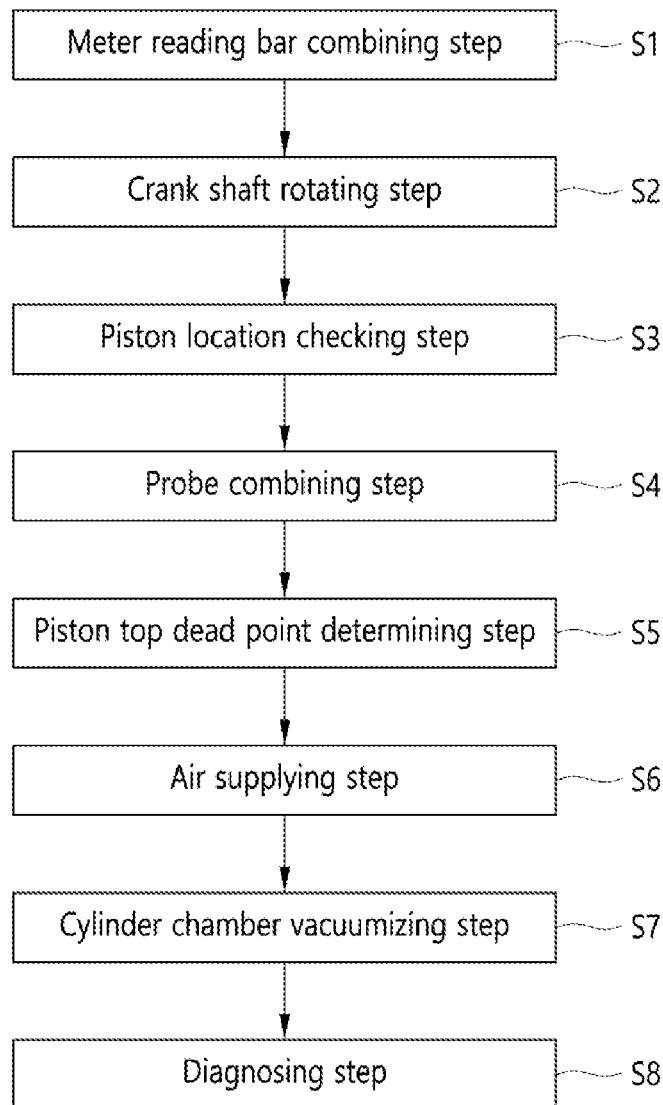 Meter reading bar combining step S1
Crank shaft rotating step S2
Piston location checking step S3
Probe combining step S4
Piston top dead point determining step S5
Air supplying step S6
Cylinder chamber vacuumizing step S7
Diagnosing step S8